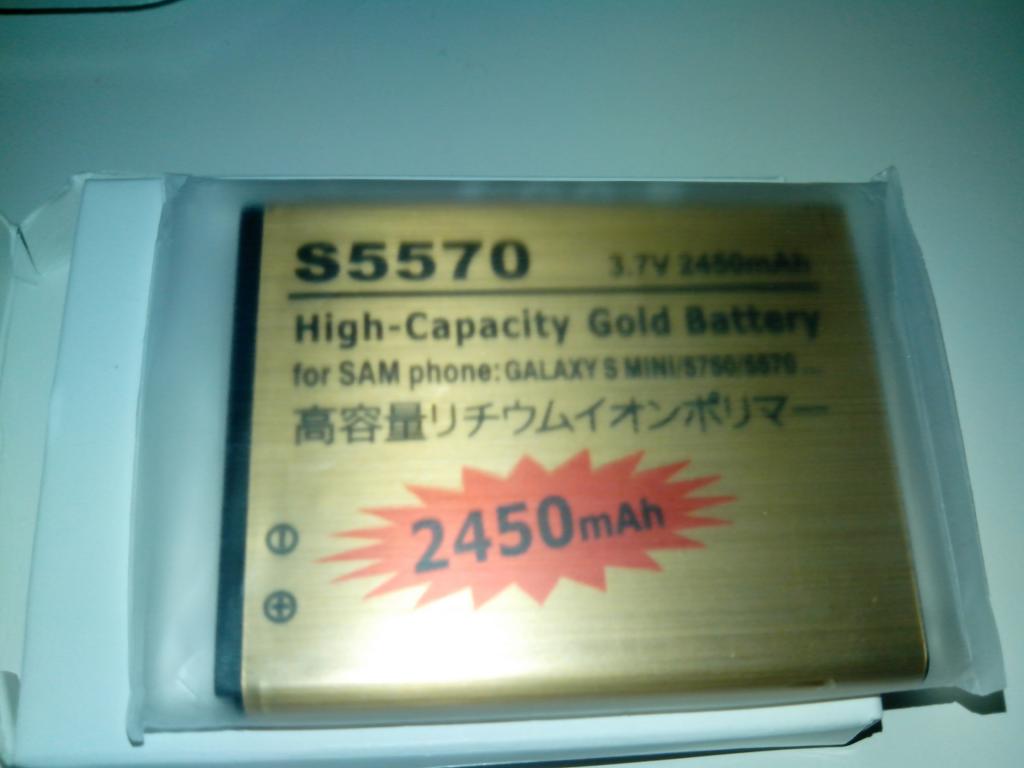 S5570 3.7V 2450mAh
High-Capacity Gold Battery
for SAM phone: GALAXY S MINI/5750/5570 ...
高容量リチウムイオンポリマー
2450mAh